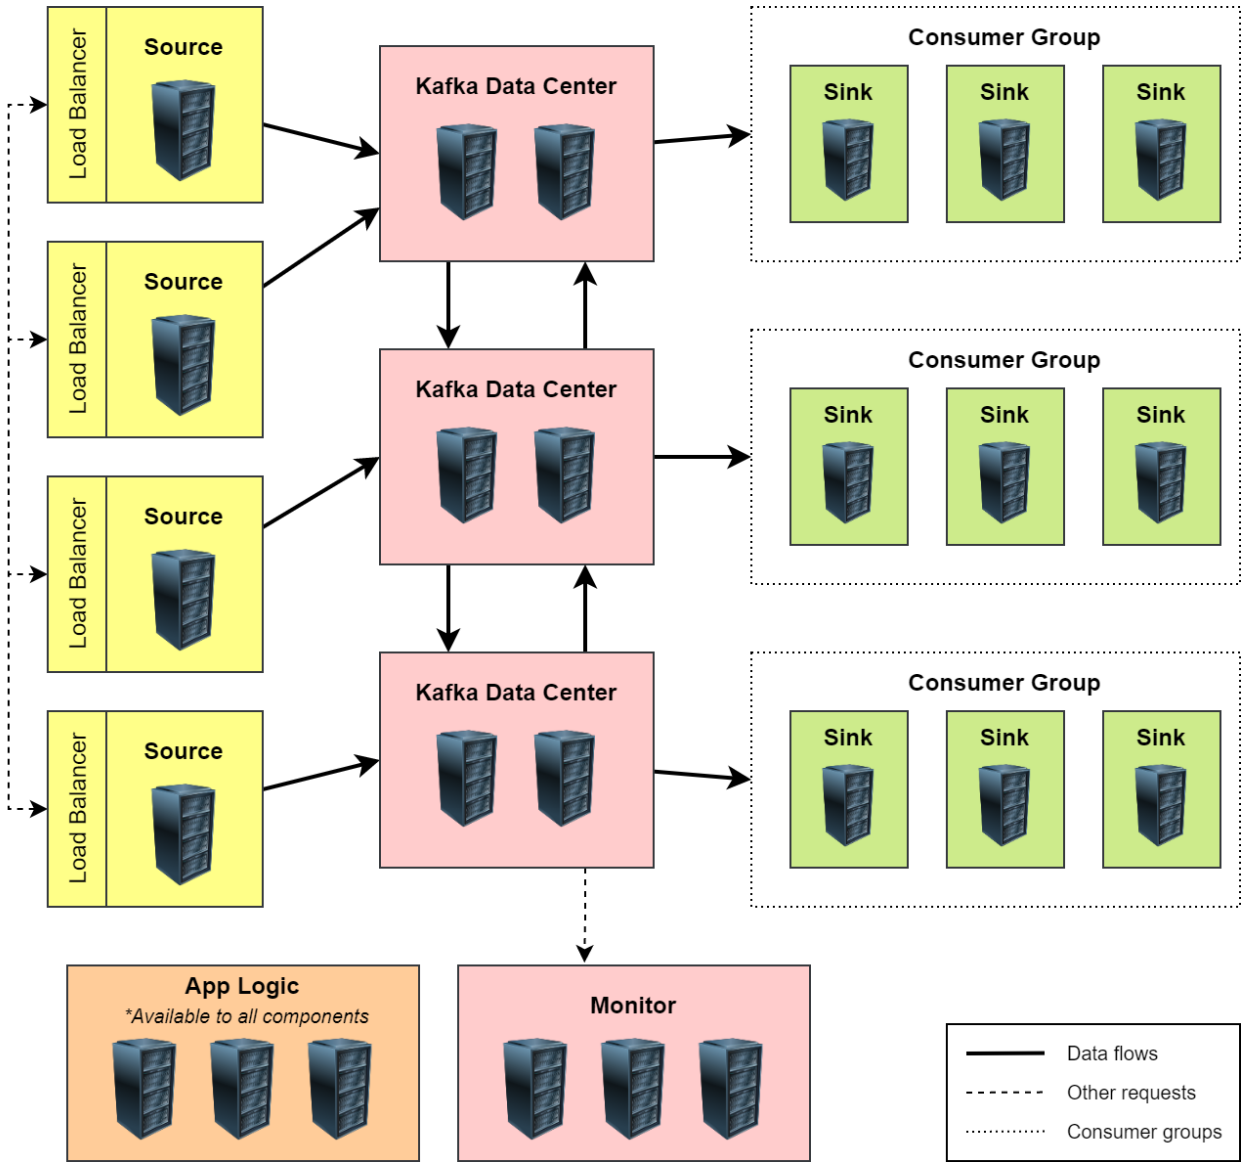 Load Balancer
Source
Load Balancer
Source
Load Balancer
Source
Load Balancer
Source
Kafka Data Center
Kafka Data Center
Kafka Data Center
Consumer Group
Sink
Sink
Sink
Consumer Group
Sink
Sink
Sink
Consumer Group
Sink
Sink
Sink
App Logic
*Available to all components
Monitor
Data flows
Other requests
Consumer groups